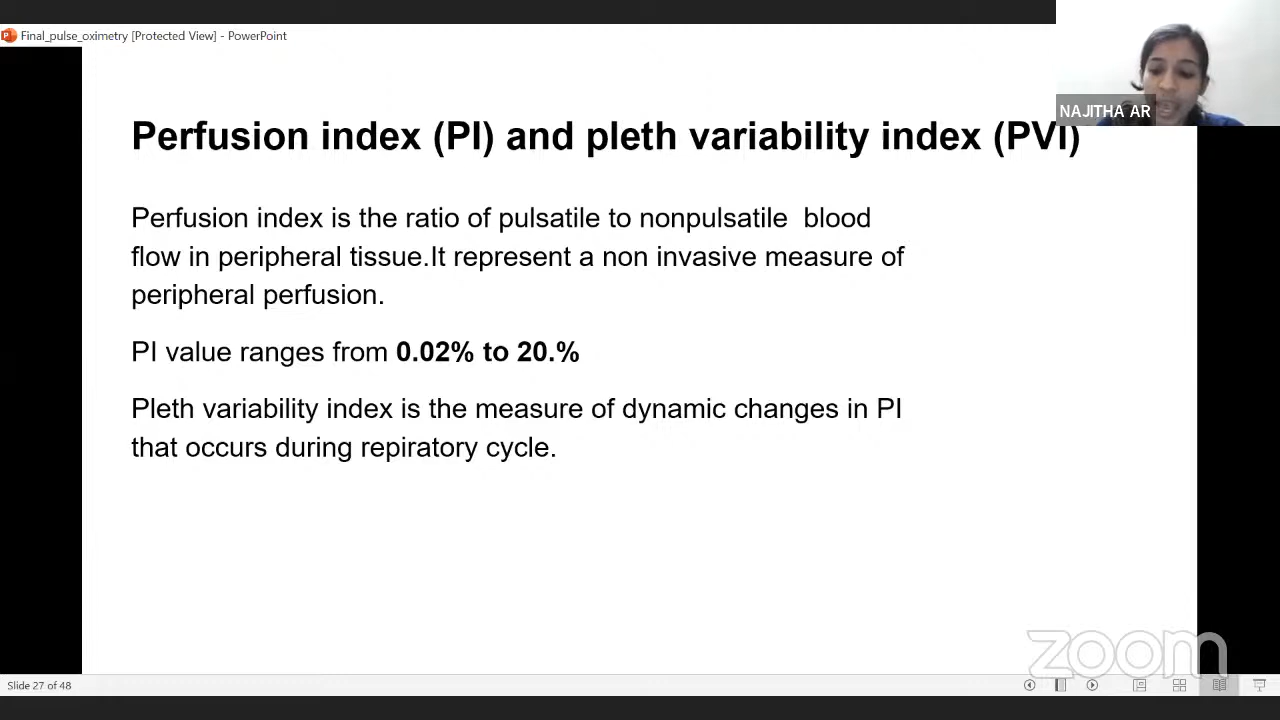 Final_pulse_oximetry [Protected View] - PowerPoint
NAJITHA AR
Perfusion index (PI) and pleth variability index (PVI)
Perfusion index is the ratio of pulsatile to nonpulsatile  blood
flow in peripheral tissue.It represent a non invasive measure of
peripheral perfusion.
PI value ranges from 0.02% to 20.%
Pleth variability index is the measure of dynamic changes in PI
that occurs during repiratory cycle.
zoom
Slide 27 of 48